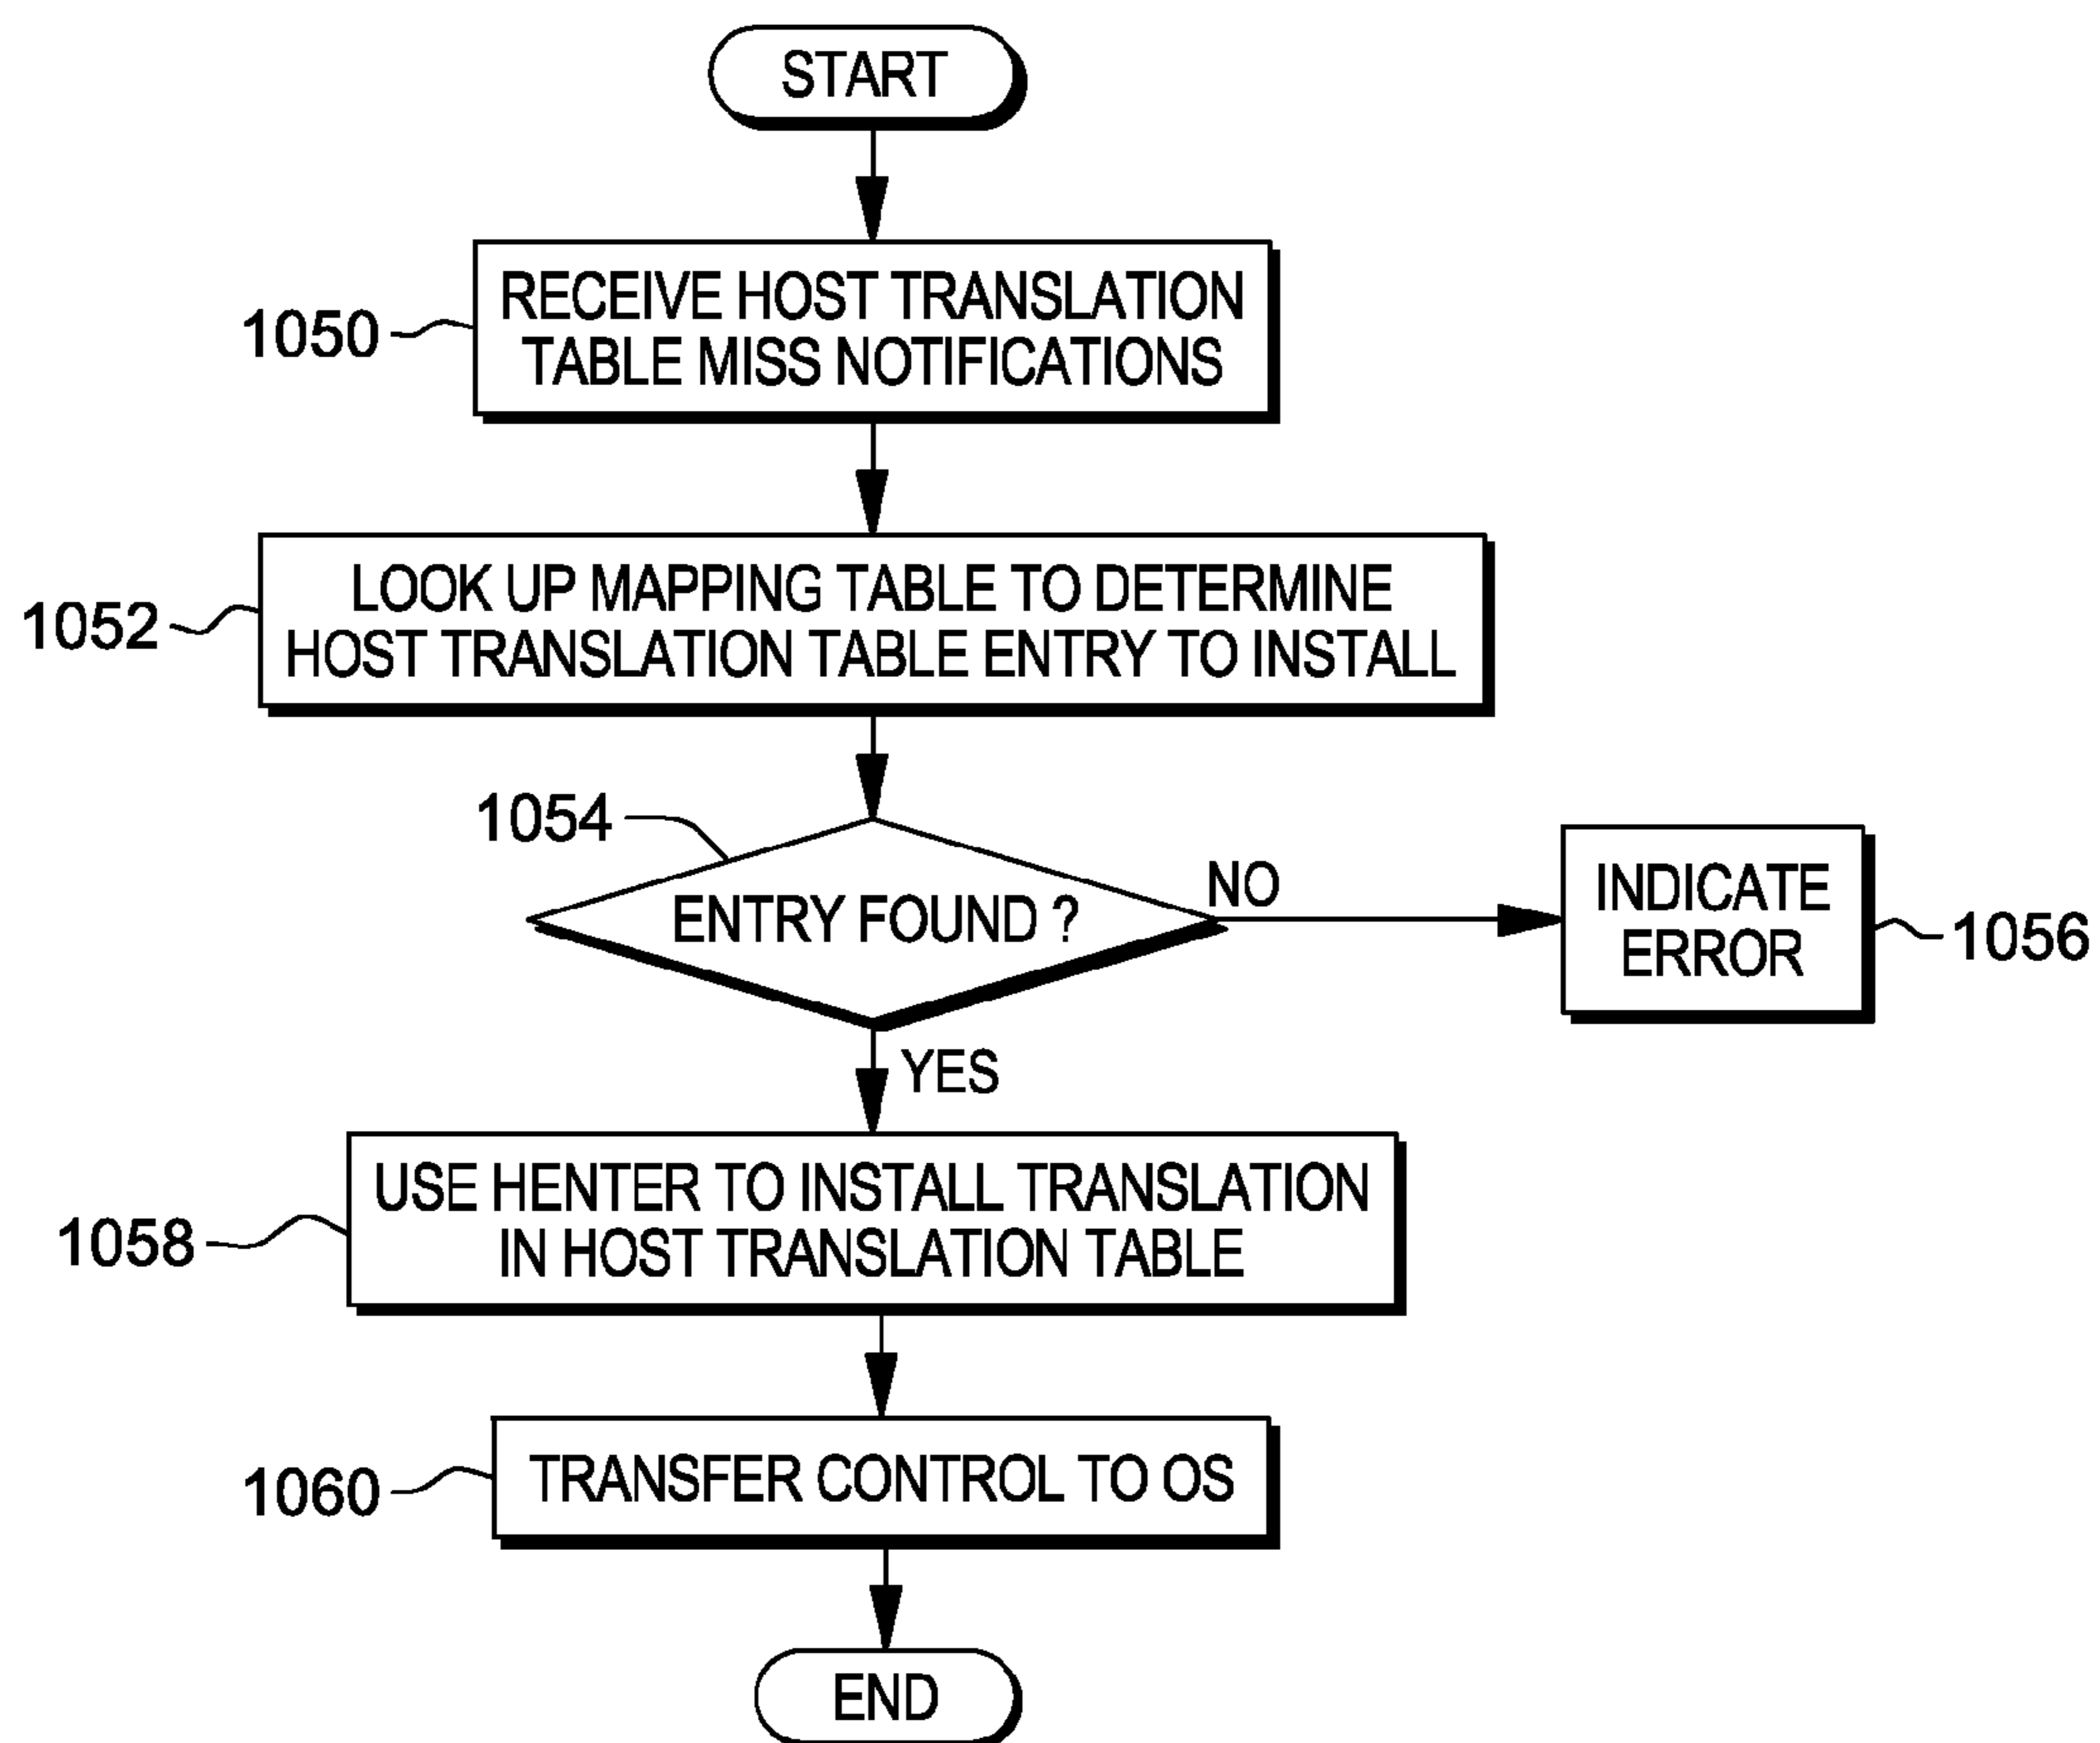 START
1050
RECEIVE HOST TRANSLATION
TABLE MISS NOTIFICATIONS
1052
LOOK UP MAPPING TABLE TO DETERMINE
HOST TRANSLATION TABLE ENTRY TO INSTALL
1054
ENTRY FOUND ?
NO
INDICATE
ERROR
1056
YES
1058
USE HENTER TO INSTALL TRANSLATION
IN HOST TRANSLATION TABLE
1060
TRANSFER CONTROL TO OS
END